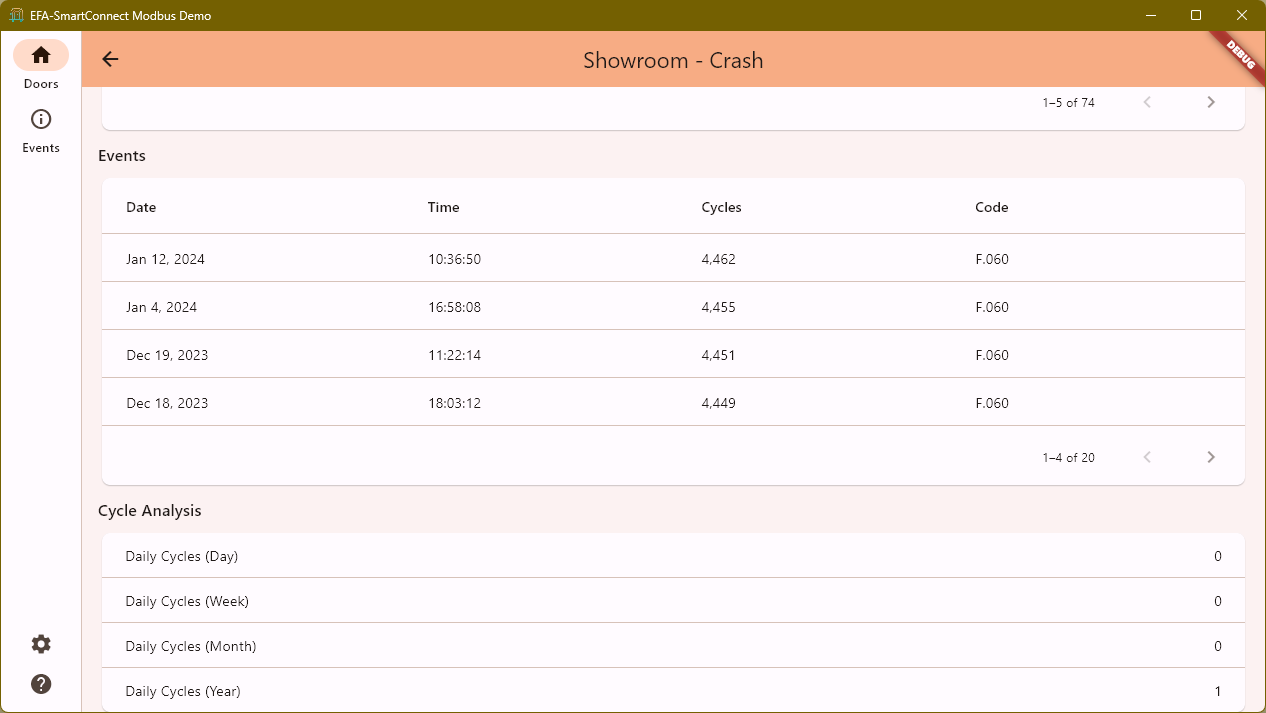 EFA-SmartConnect Modbus Demo
Showroom - Crash
DEBUG
Doors
Events
1–5 of 74
Events
Date Time Cycles Code
Jan 12, 2024 10:36:50 4,462 F.060
Jan 4, 2024 16:58:08 4,455 F.060
Dec 19, 2023 11:22:14 4,451 F.060
Dec 18, 2023 18:03:12 4,449 F.060
1–4 of 20
Cycle Analysis
Daily Cycles (Day) 0
Daily Cycles (Week) 0
Daily Cycles (Month) 0
Daily Cycles (Year) 1